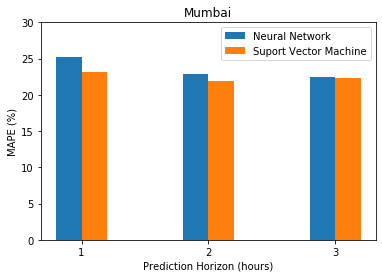 Mumbai
30
25
20
15
10
5
0
MAPE (%)
Neural Network
Suport Vector Machine
1
2
3
Prediction Horizon (hours)